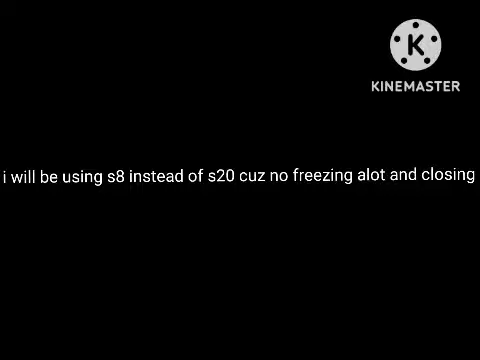 KINEMASTER
i will be using s8 instead of s20 cuz no freezing alot and closing